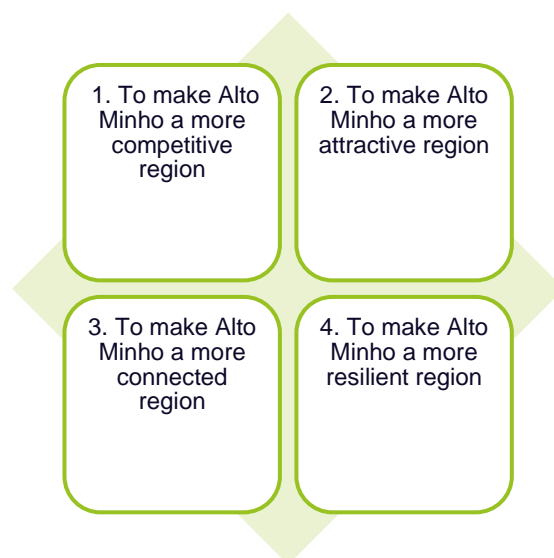 1. To make Alto
Minho a more
competitive
region
2. To make Alto
Minho a more
attractive region
3. To make Alto
Minho a more
connected
region
4. To make Alto
Minho a more
resilient region